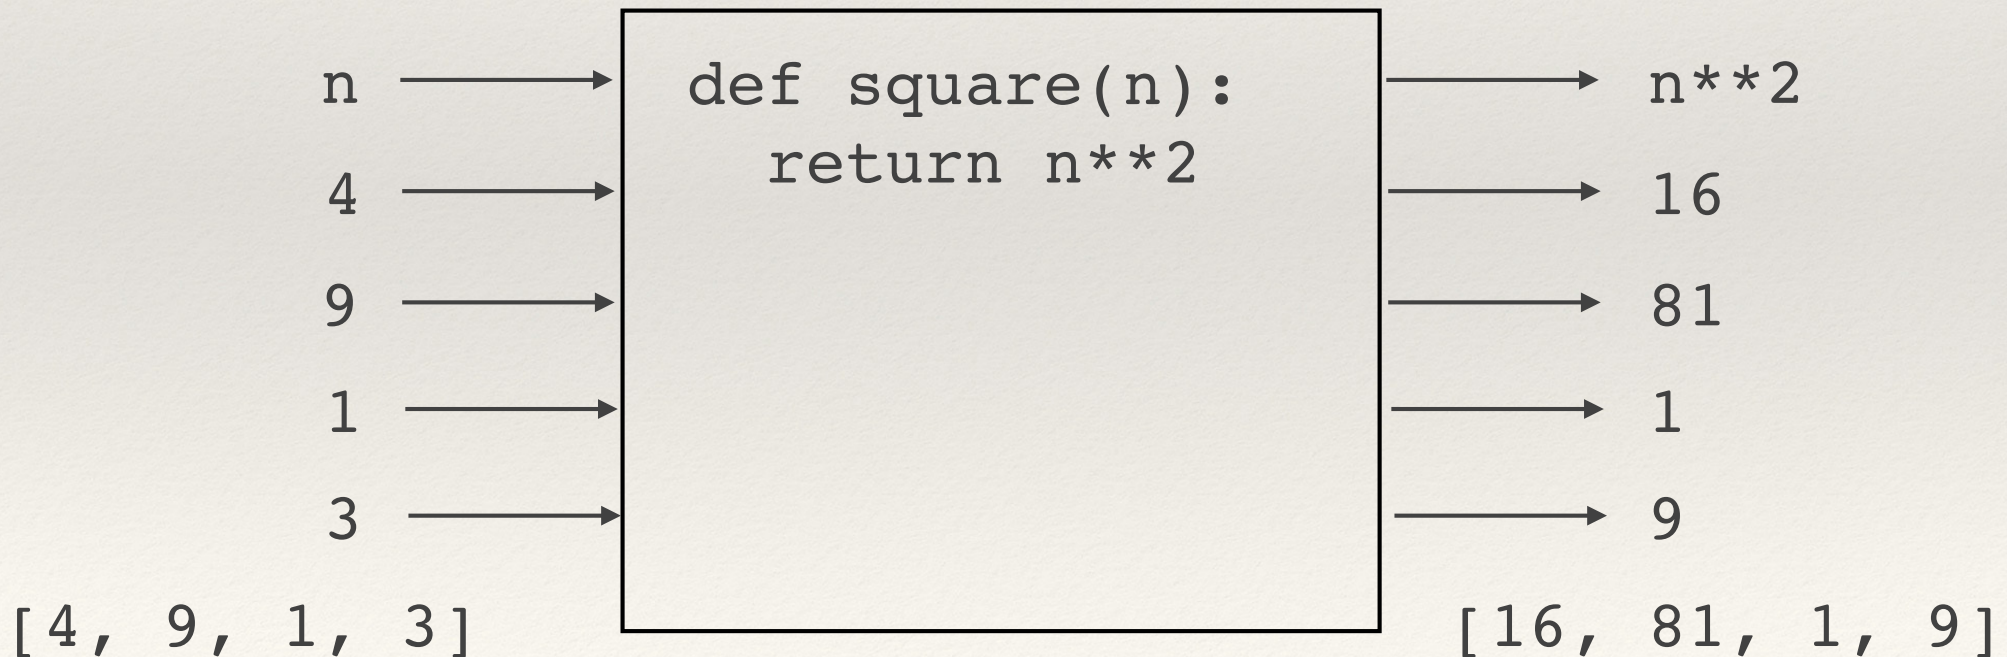 n def square(n): n**2
return n**2
4 16
9 81
1 1
3 9
[4, 9, 1, 3] [16, 81, 1, 9]